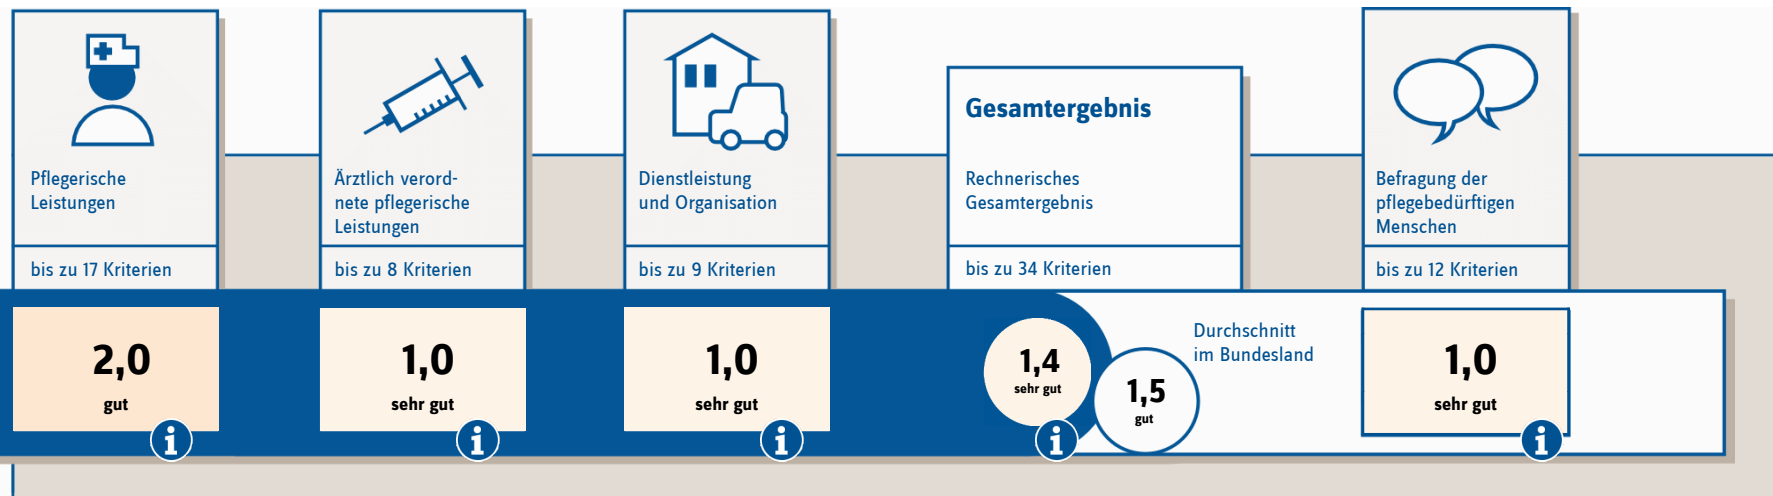 Pflegerische
Leistungen
bis zu 17 Kriterien
2,0
gut
i
Ärztlich verord-
nete pflegerische
Leistungen
bis zu 8 Kriterien
1,0
sehr gut
i
Dienstleistung
und Organisation
bis zu 9 Kriterien
1,0
sehr gut
i
Gesamtergebnis
Rechnerisches
Gesamtergebnis
bis zu 34 Kriterien
1,4
sehr gut
i
1,5
gut
Durchschnitt
im Bundesland
Befragung der
pflegebedürftigen
Menschen
bis zu 12 Kriterien
1,0
sehr gut
i